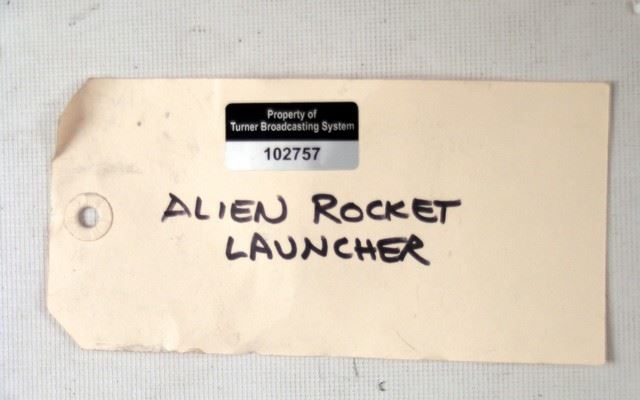 Property of
Turner Broadcasting System
102757
ALIEN ROCKET
LAUNCHER